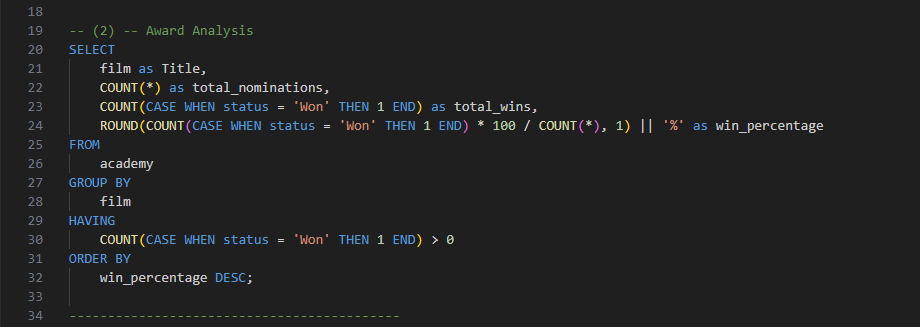 18
19 -- (2) -- Award Analysis
20 SELECT
21 film as Title,
22 COUNT(*) as total_nominations,
23 COUNT(CASE WHEN status = 'Won' THEN 1 END) as total_wins,
24 ROUND(COUNT(CASE WHEN status = 'Won' THEN 1 END) * 100 / COUNT(*), 1) || '%' as win_percentage
25 FROM
26 academy
27 GROUP BY
28 film
29 HAVING
30 COUNT(CASE WHEN status = 'Won' THEN 1 END) > 0
31 ORDER BY
32 win_percentage DESC;
33
34 -------------------------------------------